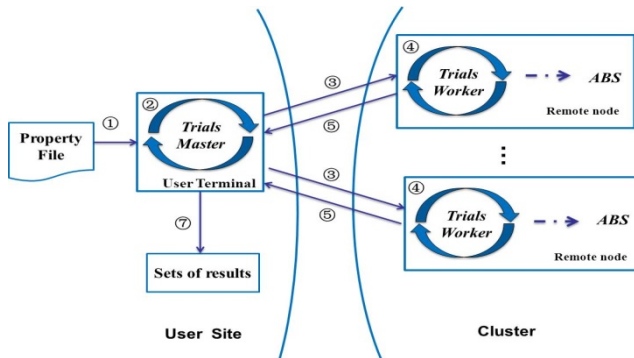 Property
File
①
②
Trials
Master
User Terminal
⑦
Sets of results
User Site
③
⑤
③
⑤
④
Trials
Worker
ABS
Remote node
...
④
Trials
Worker
ABS
Remote node
Cluster